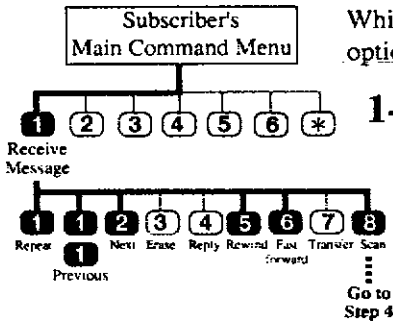 Subscriber's
Main Command Menu
Whi
optio
1 2 3 4 5 6 *
1-
Receive
Message
1 1 2 3 4 5 6 7 8
Repeat Next Erase Reply Rewind Fast forward Transfer Scan
1
Previous
Go to
Step 4